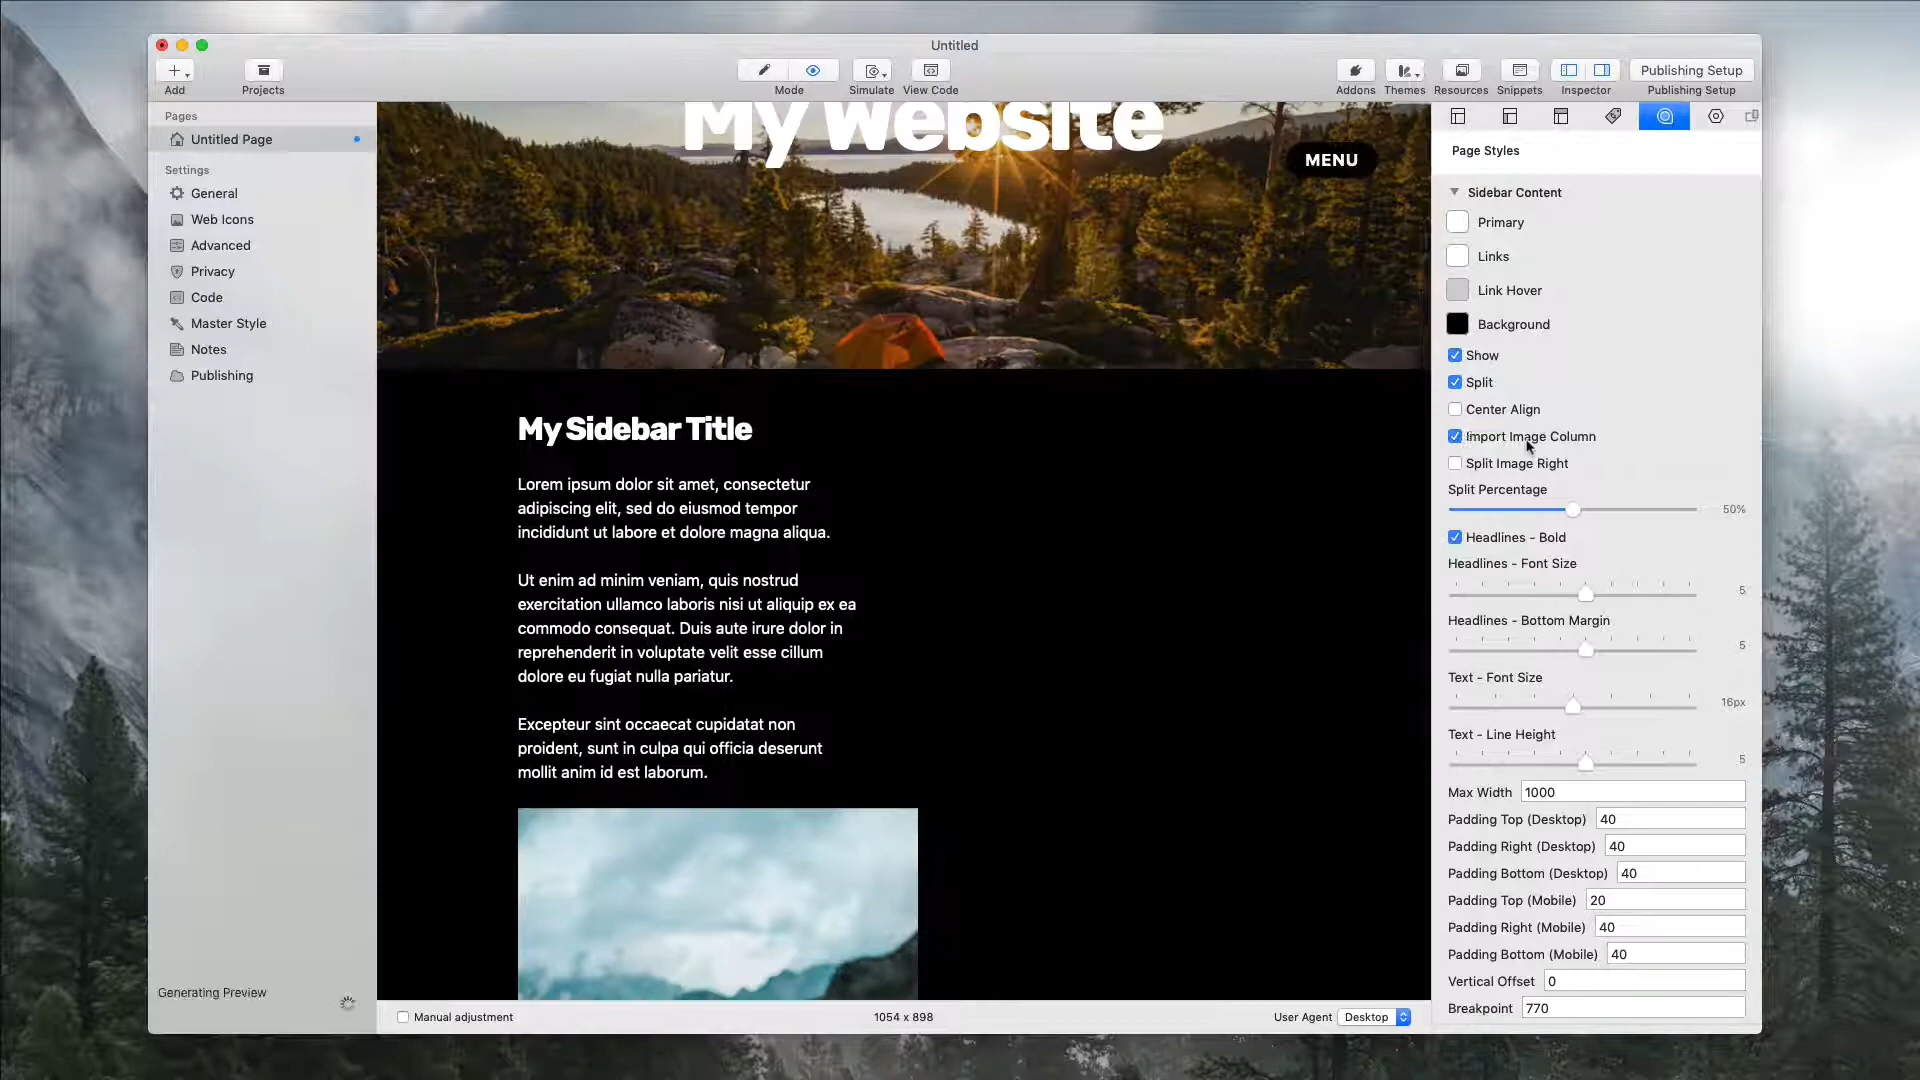 Untitled
Add
Projects
Mode
Simulate
View Code
Addons
Themes
Resources
Snippets
Inspector
Publishing Setup
Publishing Setup
Pages
Untitled Page
Settings
General
Web Icons
Advanced
Privacy
Code
Master Style
Notes
Publishing
Generating Preview
My Website
MENU
My Sidebar Title
Lorem ipsum dolor sit amet, consectetur
adipiscing elit, sed do eiusmod tempor
incididunt ut labore et dolore magna aliqua.
Ut enim ad minim veniam, quis nostrud
exercitation ullamco laboris nisi ut aliquip ex ea
commodo consequat. Duis aute irure dolor in
reprehenderit in voluptate velit esse cillum
dolore eu fugiat nulla pariatur.
Excepteur sint occaecat cupidatat non
proident, sunt in culpa qui officia deserunt
mollit anim id est laborum.
Manual adjustment
1054 x 898
User Agent Desktop
Page Styles
Sidebar Content
Primary
Links
Link Hover
Background
Show
Split
Center Align
Import Image Column
Split Image Right
Split Percentage
50%
Headlines - Bold
Headlines - Font Size
5
Headlines - Bottom Margin
5
Text - Font Size
16px
Text - Line Height
5
Max Width 1000
Padding Top (Desktop) 40
Padding Right (Desktop) 40
Padding Bottom (Desktop) 40
Padding Top (Mobile) 20
Padding Right (Mobile) 40
Padding Bottom (Mobile) 40
Vertical Offset 0
Breakpoint 770